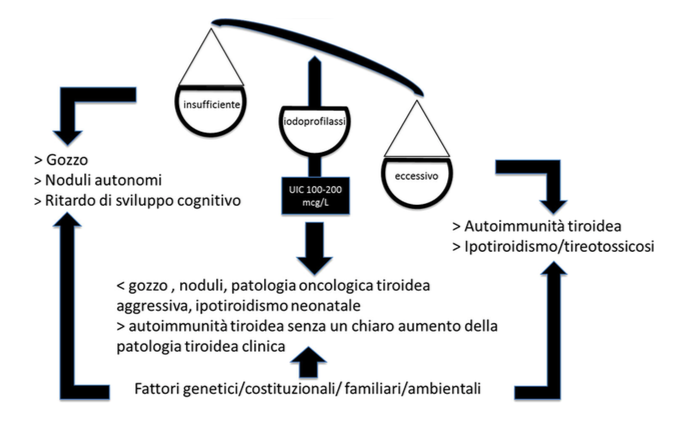 insufficiente
iodoprofilassi
eccessivo
> Gozzo
> Noduli autonomi
> Ritardo di sviluppo cognitivo
UIC 100-200
mcg/L
> Autoimmunità tiroidea
> Ipotiroidismo/tireotossicosi
< gozzo , noduli, patologia oncologica tiroidea
aggressiva, ipotiroidismo neonatale
> autoimmunità tiroidea senza un chiaro aumento della
patologia tiroidea clinica
Fattori genetici/costituzionali/ familiari/ambientali